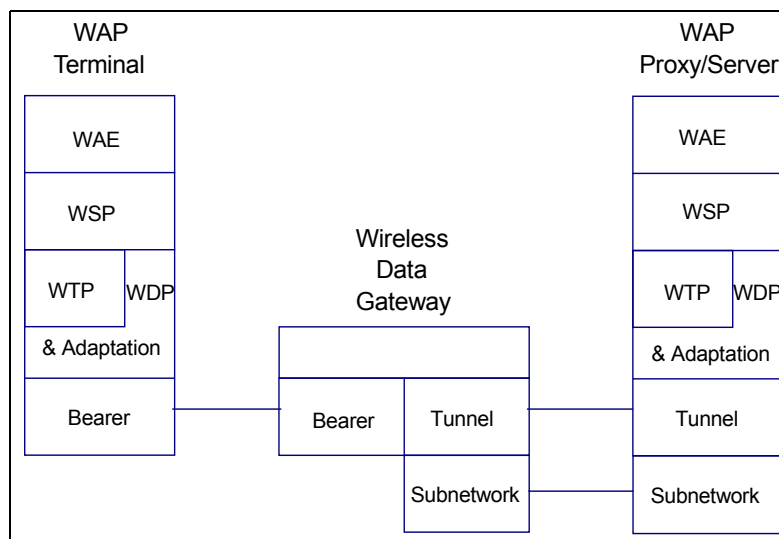 WAP
Terminal
WAE
WSP
WTP
WDP
& Adaptation
Bearer
Wireless
Data
Gateway
Bearer
Tunnel
Subnetwork
WAP
Proxy/Server
WAE
WSP
WTP
WDP
& Adaptation
Tunnel
Subnetwork